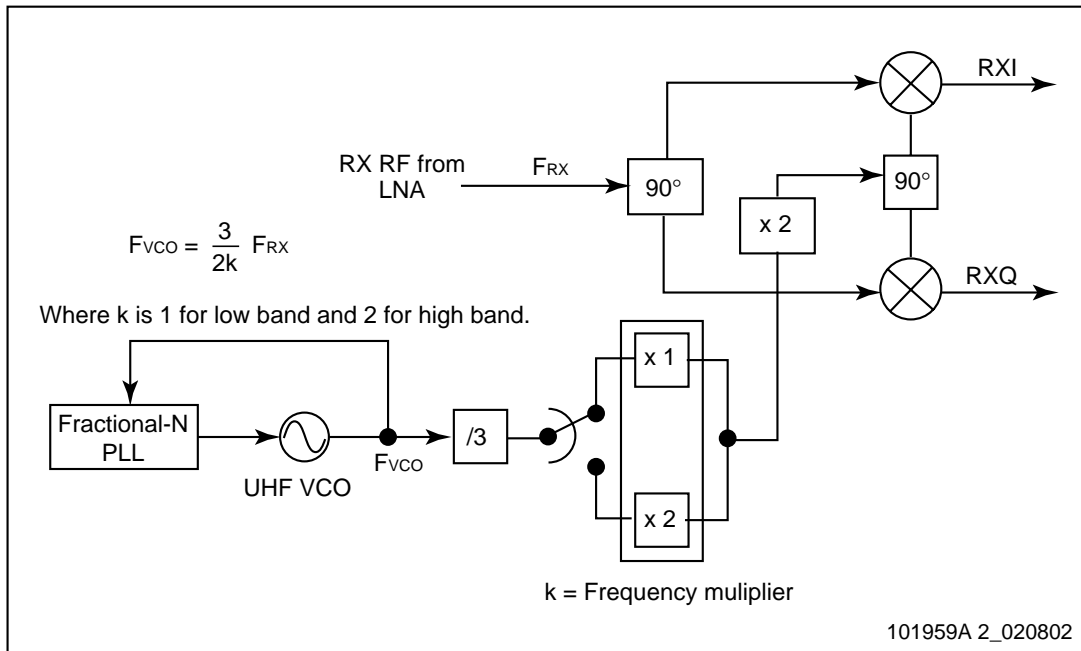 RXI
RX RF from
LNA
FRX
90°
90°
x 2
FVCO = 3/2k FRX
RXQ
Where k is 1 for low band and 2 for high band.
x 1
Fractional-N
PLL
/3
FVCO
UHF VCO
x 2
k = Frequency muliplier
101959A 2_020802